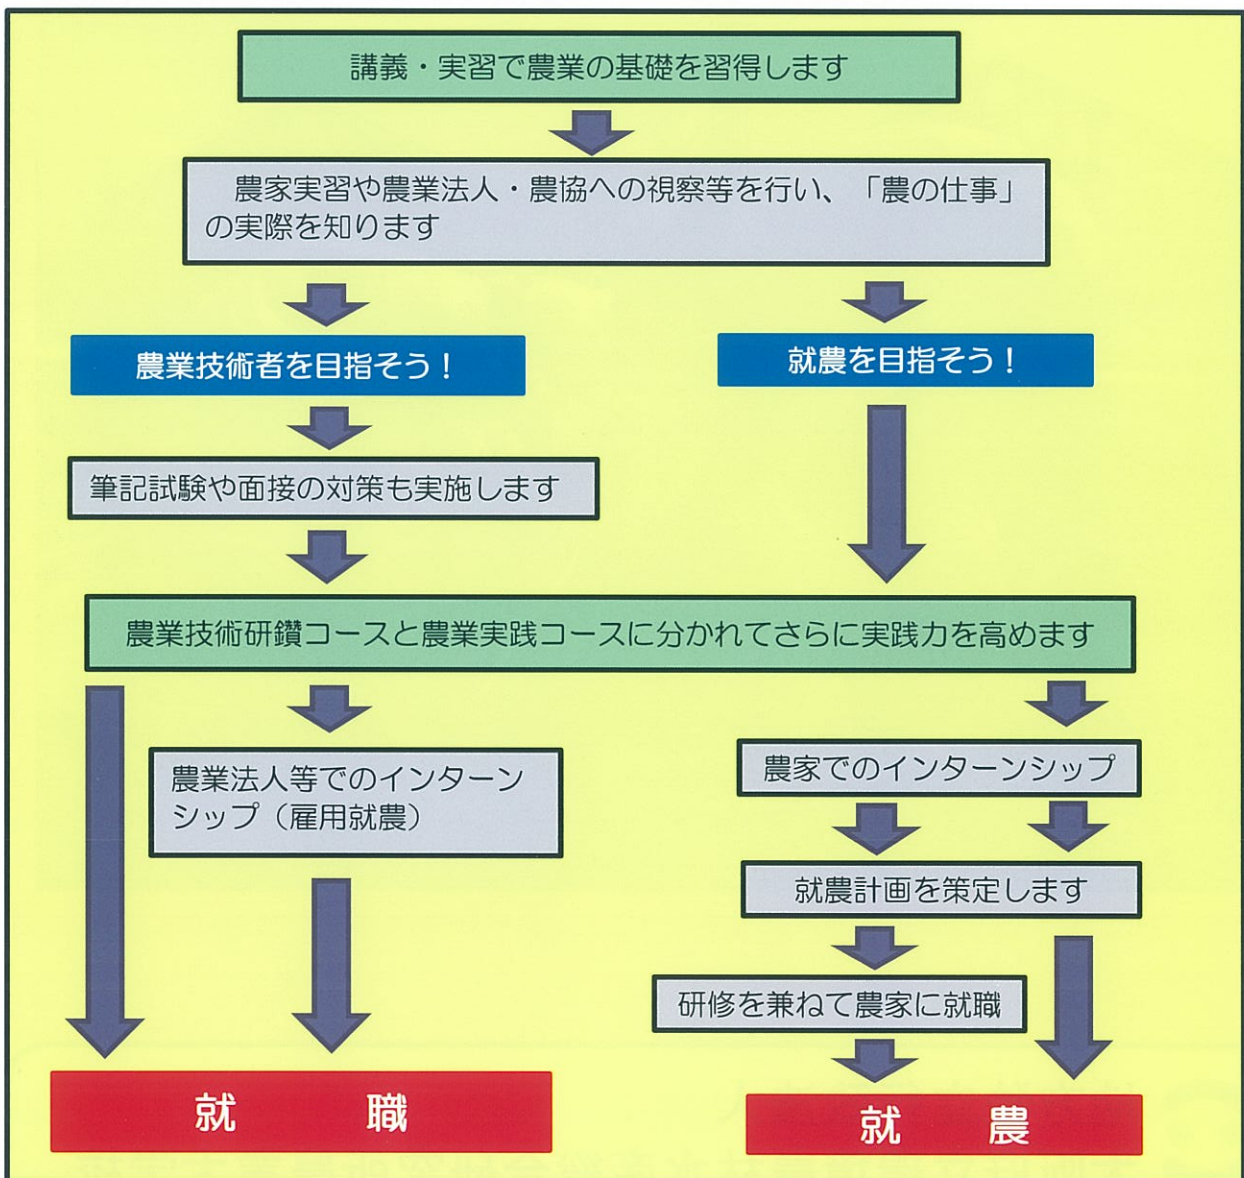 講義・実習で農業の基礎を習得します
農家実習や農業法人・農協への視察等を行い、「農の仕事」
の実際を知ります
農業技術者を目指そう！
就農を目指そう！
筆記試験や面接の対策も実施します
農業技術研鑽コースと農業実践コースに分かれてさらに実践力を高めます
農業法人等でのインターン
シップ（雇用就農）
農家でのインターンシップ
就農計画を策定します
研修を兼ねて農家に就職
就　職
就　農